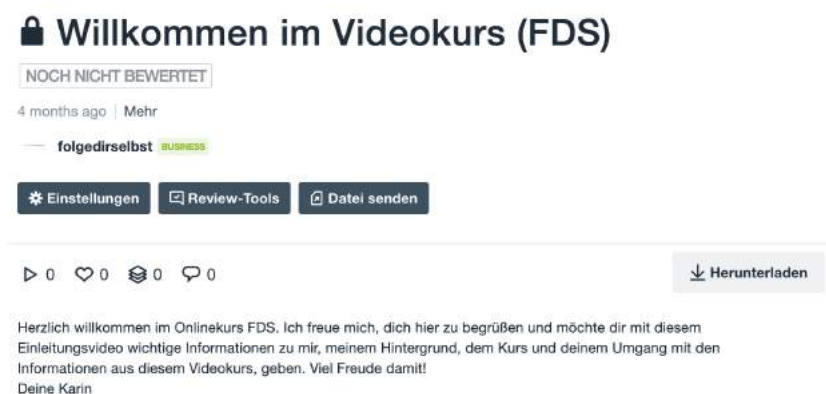 Willkommen im Videokurs (FDS)
NOCH NICHT BEWERTET
4 months ago | Mehr
folgedirselbst BUSINESS
Einstellungen Review-Tools Datei senden
0 0 0 0 Herunterladen
Herzlich willkommen im Onlinekurs FDS. Ich freue mich, dich hier zu begrüßen und möchte dir mit diesem
Einleitungsvideo wichtige Informationen zu mir, meinem Hintergrund, dem Kurs und deinem Umgang mit den
Informationen aus diesem Videokurs, geben. Viel Freude damit!
Deine Karin